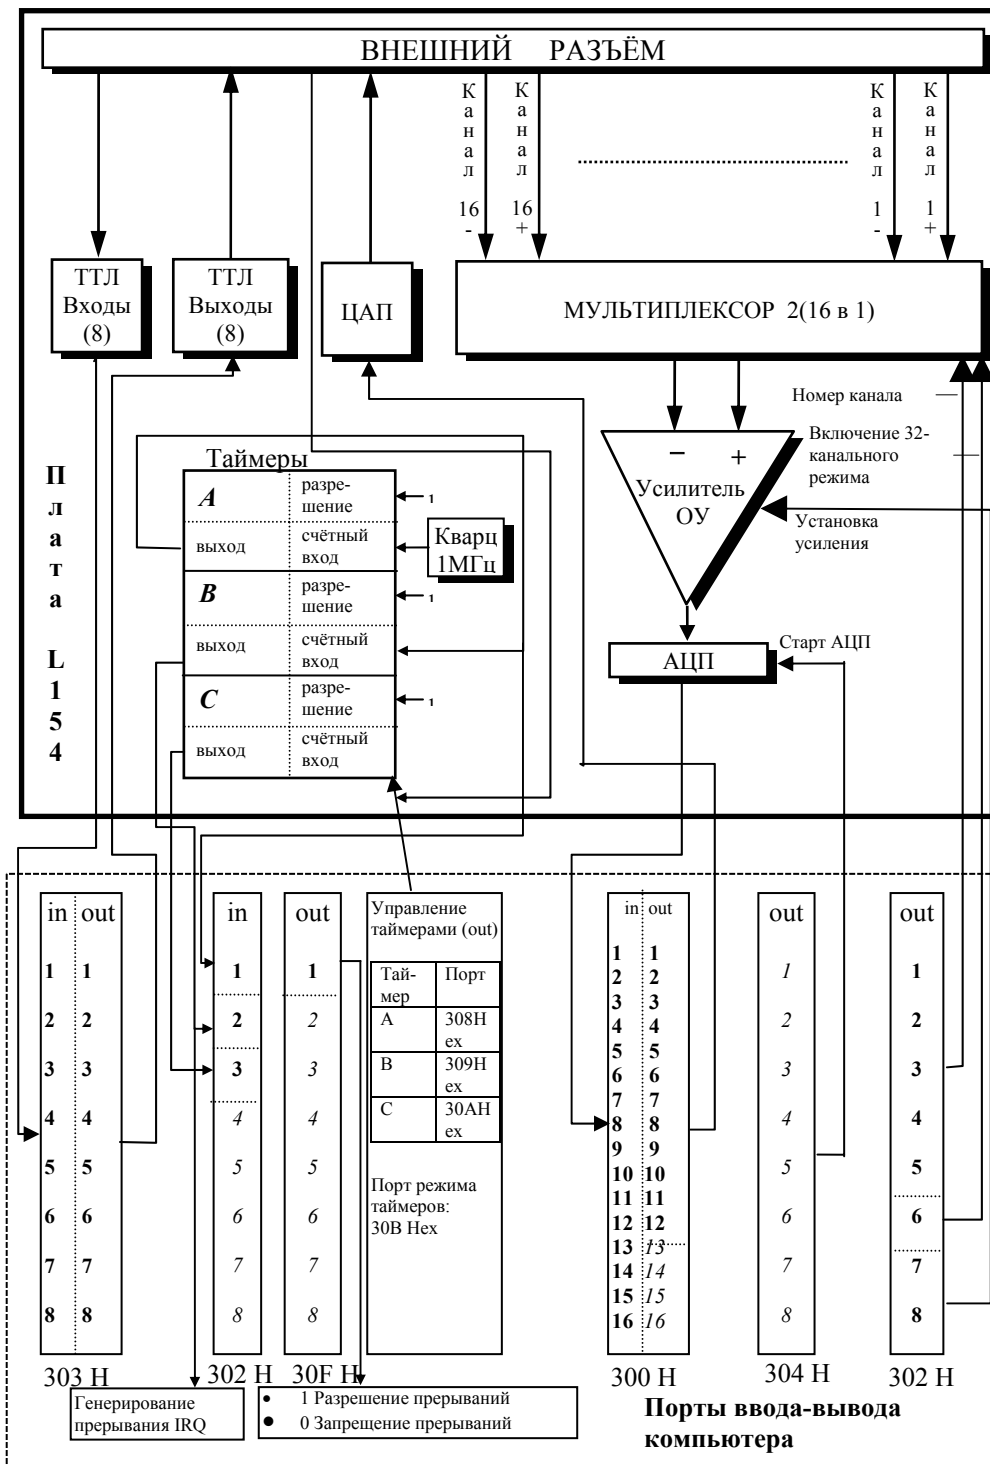 ВНЕШНИЙ РАЗЪЁМ
Канал 16 -
Канал 16 +
Канал 1 -
Канал 1 +
ТТЛ
Входы
(8)
ТТЛ
Выходы
(8)
ЦАП
МУЛЬТИПЛЕКСОР 2(16 в 1)
Номер канала
Включение 32-
канального
режима
Установка
усиления
− +
Усилитель
ОУ
АЦП
Старт АЦП
Плата L154
Таймеры
A
разре-
шение
1
выход
счётный
вход
Кварц
1МГц
B
разре-
шение
1
выход
счётный
вход
C
разре-
шение
1
выход
счётный
вход
in out
1 1
2 2
3 3
4 4
5 5
6 6
7 7
8 8
303 H
in
1
2
3
4
5
6
7
8
302 H
out
1
2
3
4
5
6
7
8
30F H
Управление
таймерами (out)
Тай-
мер
Порт
A
308H
ex
B
309H
ex
C
30AH
ex
Порт режима
таймеров:
30B Hex
in out
1 1
2 2
3 3
4 4
5 5
6 6
7 7
8 8
9 9
10 10
11 11
12 12
13 13
14 14
15 15
16 16
300 H
out
1
2
3
4
5
6
7
8
304 H
out
1
2
3
4
5
6
7
8
302 H
Генерирование
прерывания IRQ
• 1 Разрешение прерываний
• 0 Запрещение прерываний
Порты ввода-вывода
компьютера